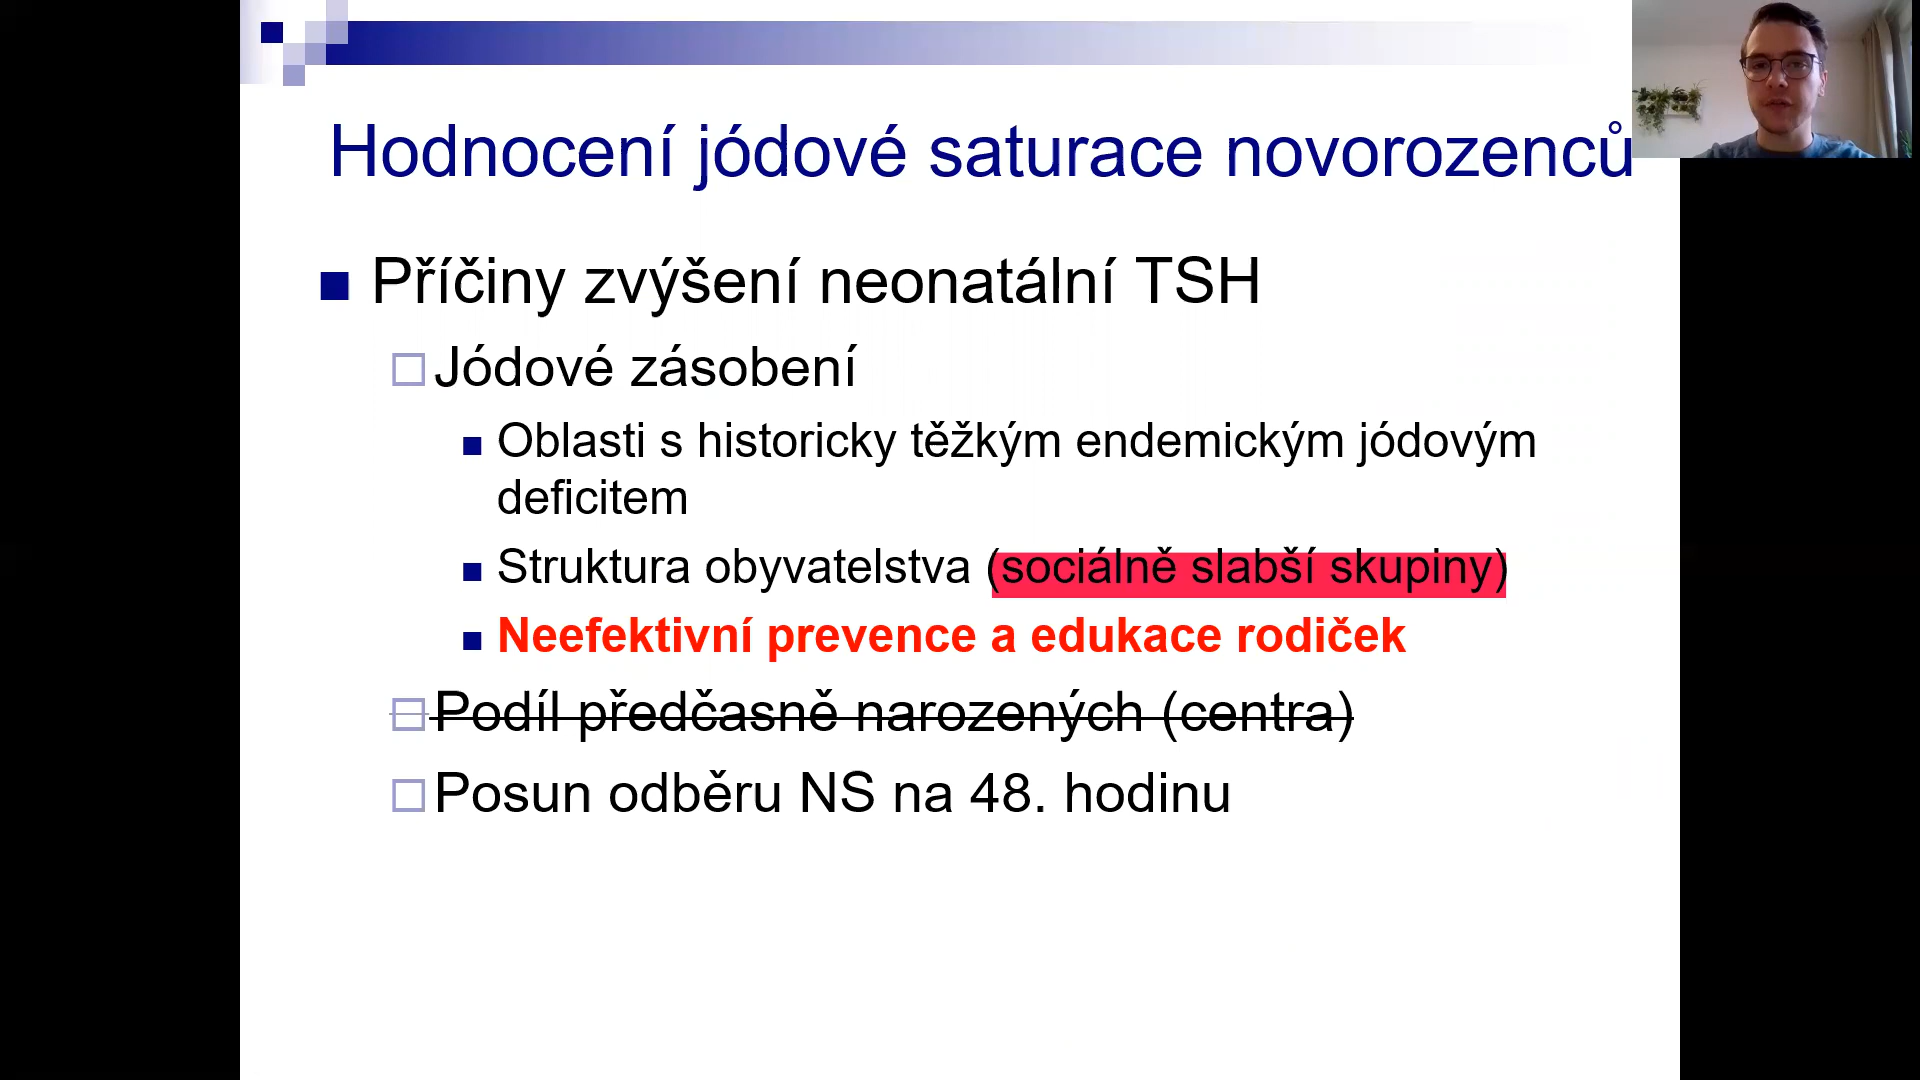 Hodnocení jódové saturace novorozenců
Příčiny zvýšení neonatální TSH
Jódové zásobení
Oblasti s historicky těžkým endemickým jódovým
deficitem
Struktura obyvatelstva (sociálně slabší skupiny)
Neefektivní prevence a edukace rodiček
Podíl předčasně narozených (centra)
Posun odběru NS na 48. hodinu